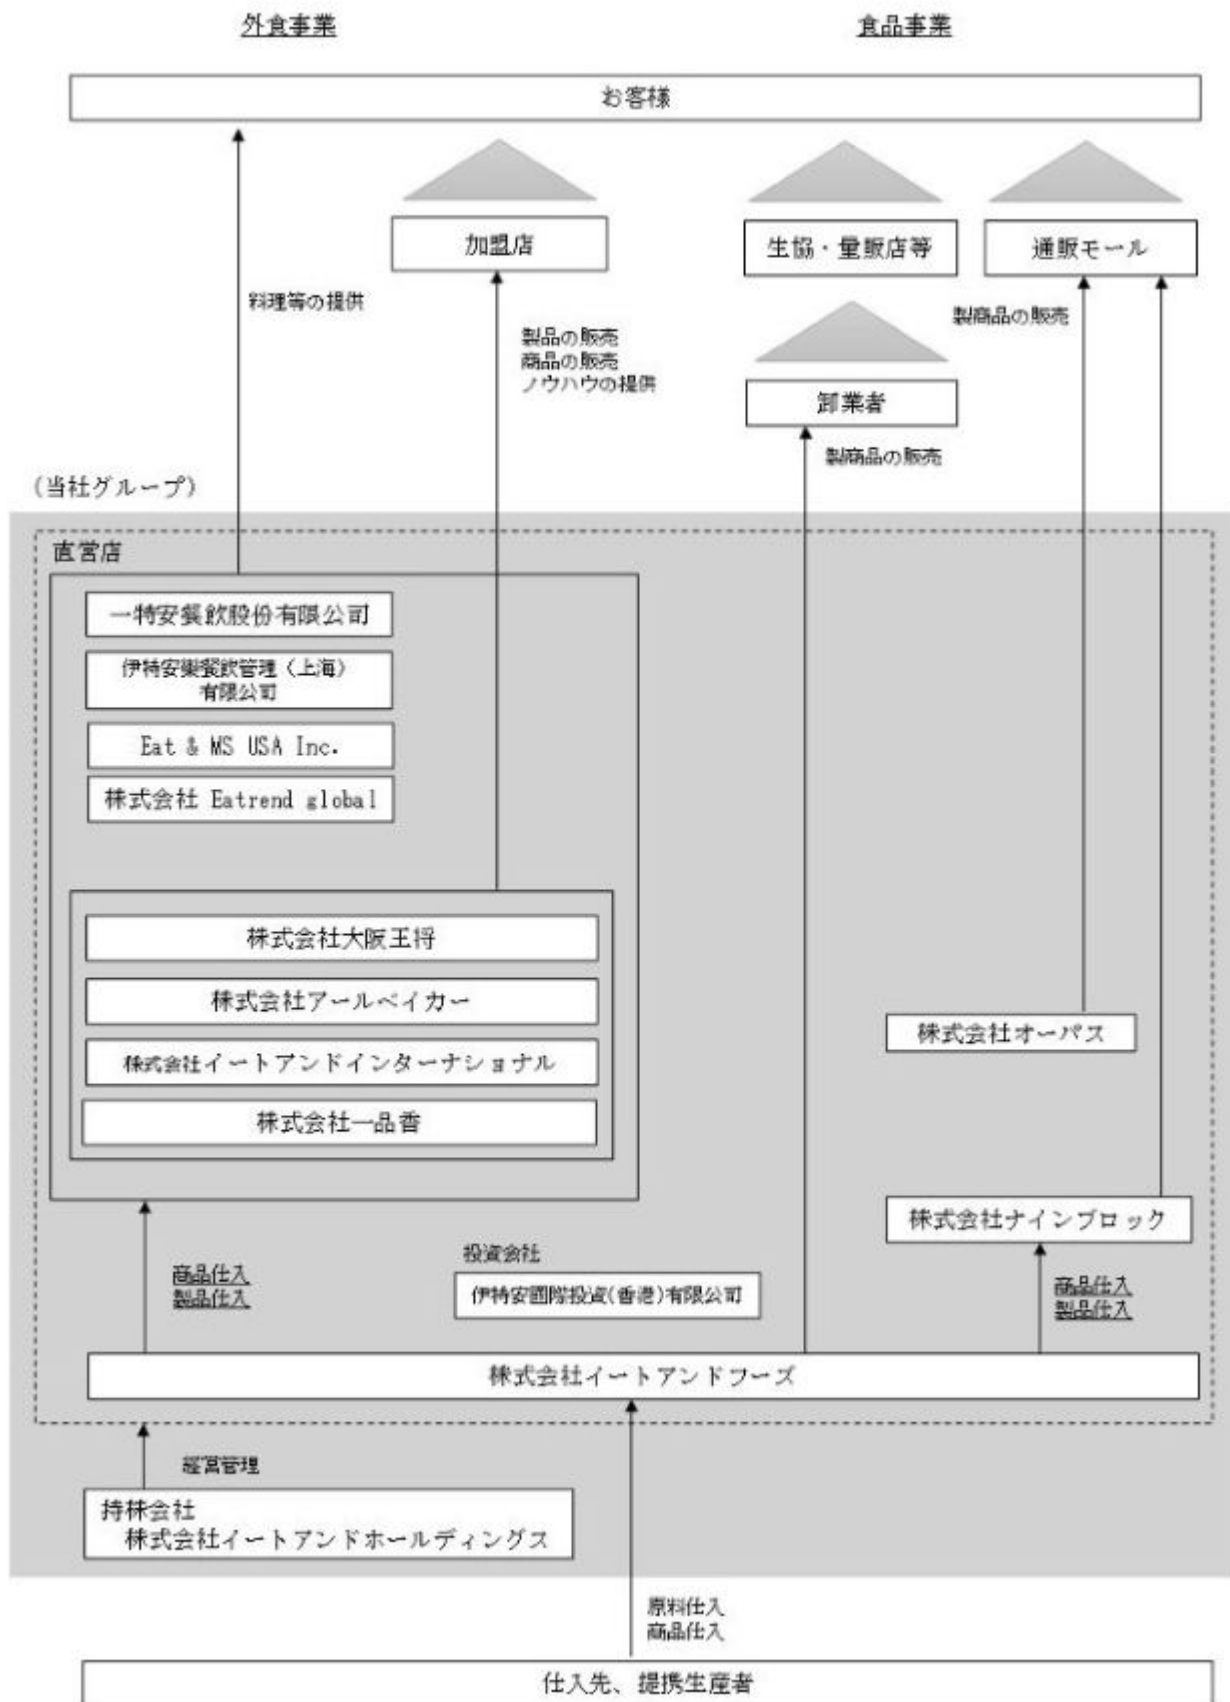 外食事業
食品事業
お客様
加盟店
生協・量販店等
通販モール
料理等の提供
製品の販売
商品の販売
ノウハウの提供
製商品の販売
卸業者
製商品の販売
(当社グループ)
直営店
一特安餐飲股份有限公司
伊特安樂餐飲管理（上海）
有限公司
Eat & MS USA Inc.
株式会社 Eatrend global
株式会社大阪王将
株式会社アールベイカー
株式会社イートアンドインターナショナル
株式会社一品香
株式会社オーパス
株式会社ナインブロック
商品仕入
製品仕入
投資会社
伊特安國際投資(香港)有限公司
商品仕入
製品仕入
株式会社イートアンドフーズ
経営管理
持株会社
株式会社イートアンドホールディングス
原料仕入
商品仕入
仕入先、提携生産者